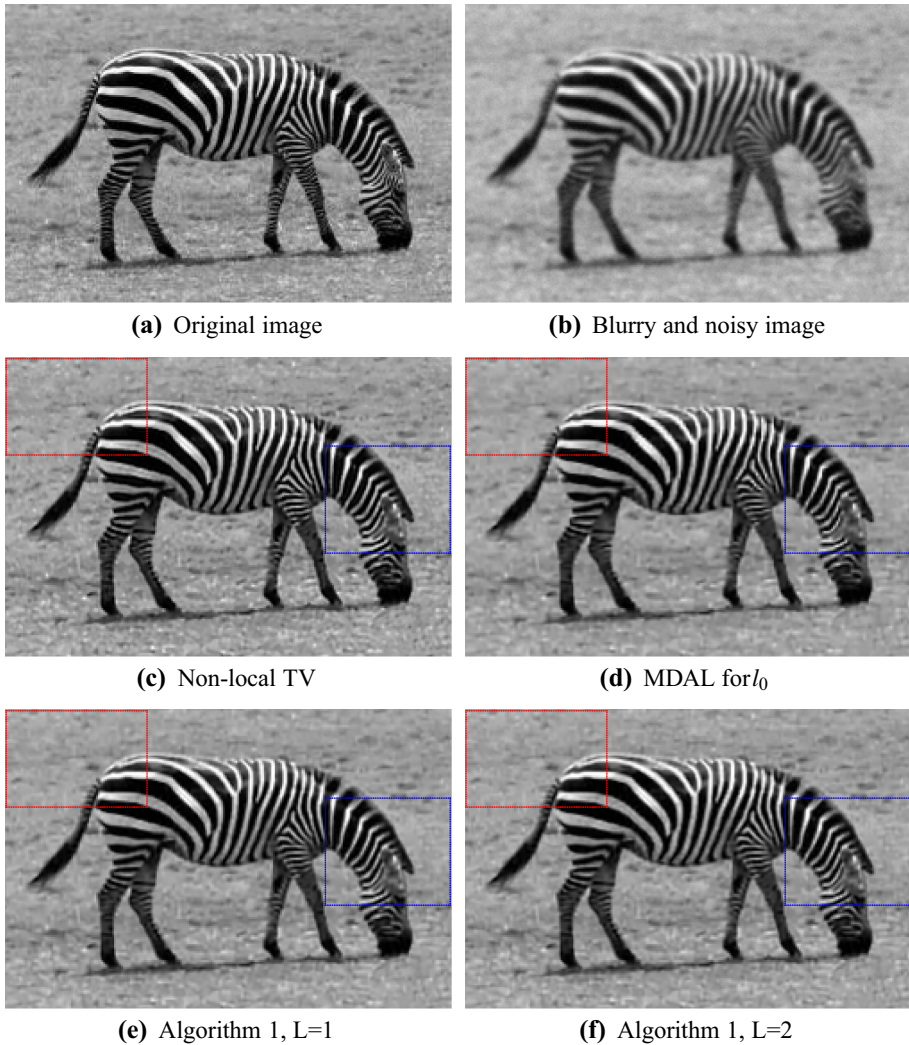 (a) Original image
(b) Blurry and noisy image
(c) Non-local TV
(d) MDAL for l₀
(e) Algorithm 1, L=1
(f) Algorithm 1, L=2